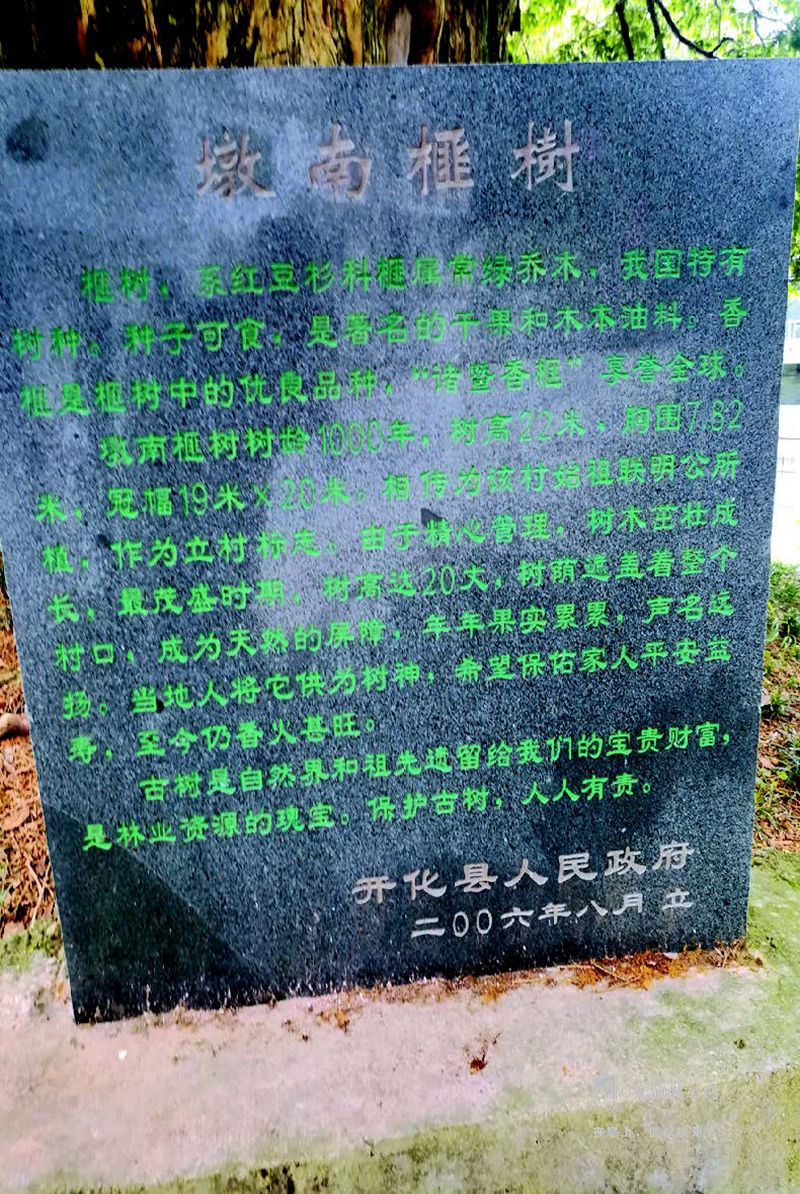 墩南榧樹
榧树，系红豆杉科榧属常绿乔木，我国特有
树种。种子可食，是著名的干果和木本油料。香
榧是榧树中的优良品种，“诸暨香榧”享誉全球。
墩南榧树树龄1000年，树高22米，胸围7.82
米，冠幅19米×20米。相传为该村始祖联明公所
植，作为立村标志。由于精心管理，树木茁壮成
长，最茂盛时期，树高达20丈，树荫遮盖着整个
村口，成为天然的屏障，年年果实累累，声名远
扬。当地人将它供为树神，希望保佑家人平安益
寿，至今仍香火甚旺。
古树是自然界和祖先遗留给我们的宝贵财富，
是林业资源的瑰宝。保护古树，人人有责。
开化县人民政府
二00六年八月 立